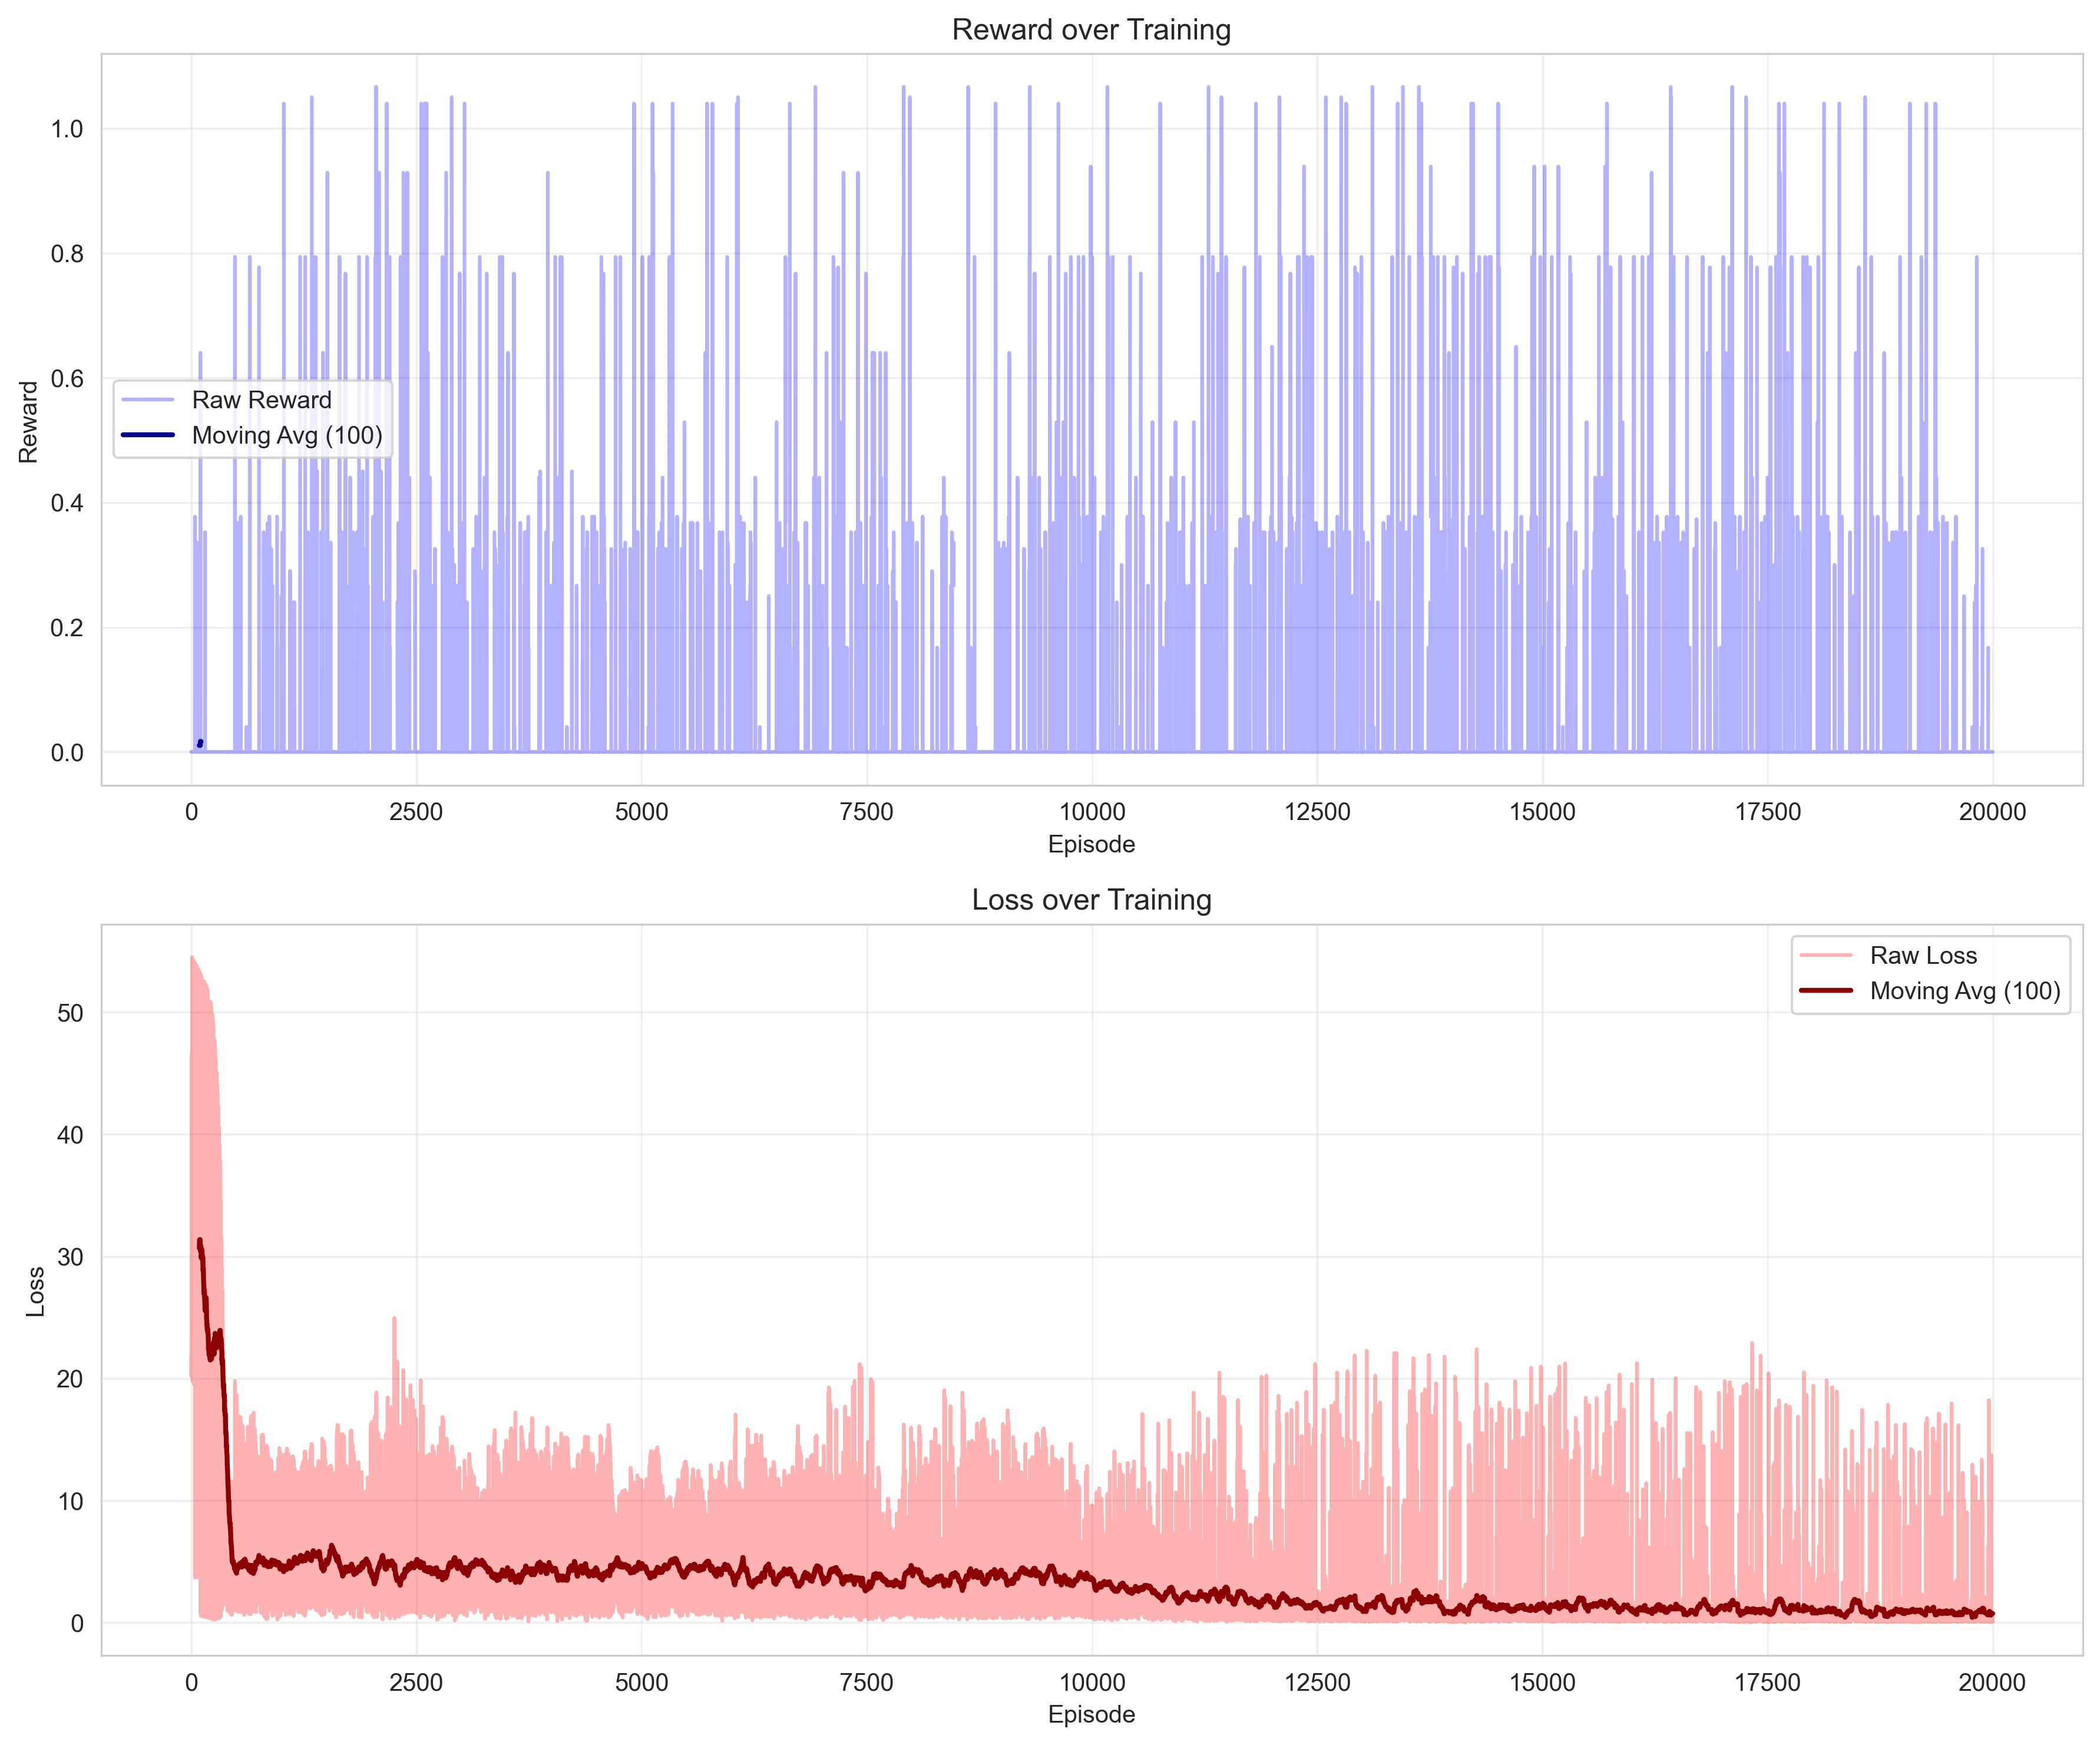 Reward over Training
Reward
1.0
0.8
0.6
0.4
0.2
0.0
Raw Reward
Moving Avg (100)
0 2500 5000 7500 10000 12500 15000 17500 20000
Episode
Loss over Training
Loss
50
40
30
20
10
0
Raw Loss
Moving Avg (100)
0 2500 5000 7500 10000 12500 15000 17500 20000
Episode